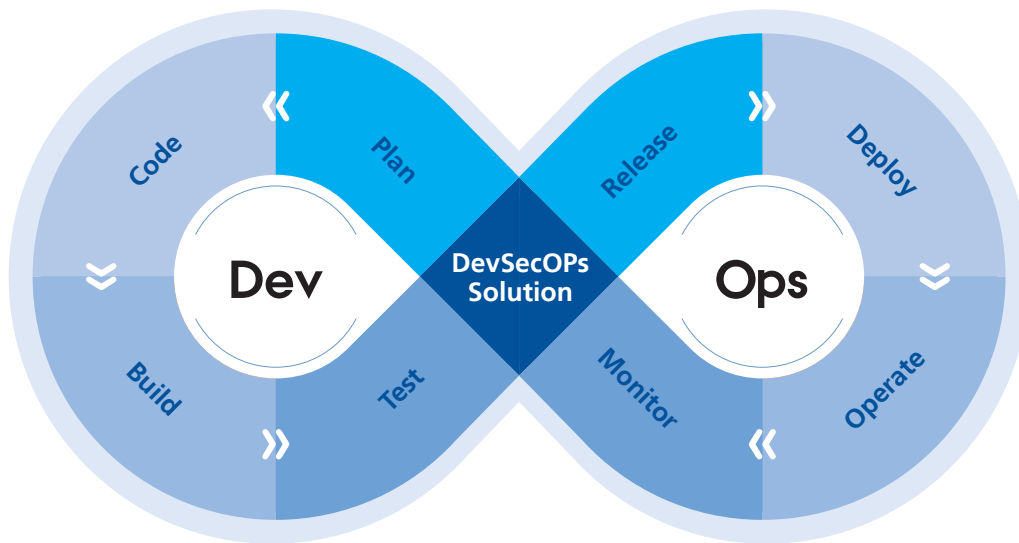 Plan
Code
Build
Test
Dev
DevSecOPs
Solution
Release
Deploy
Operate
Monitor
Ops